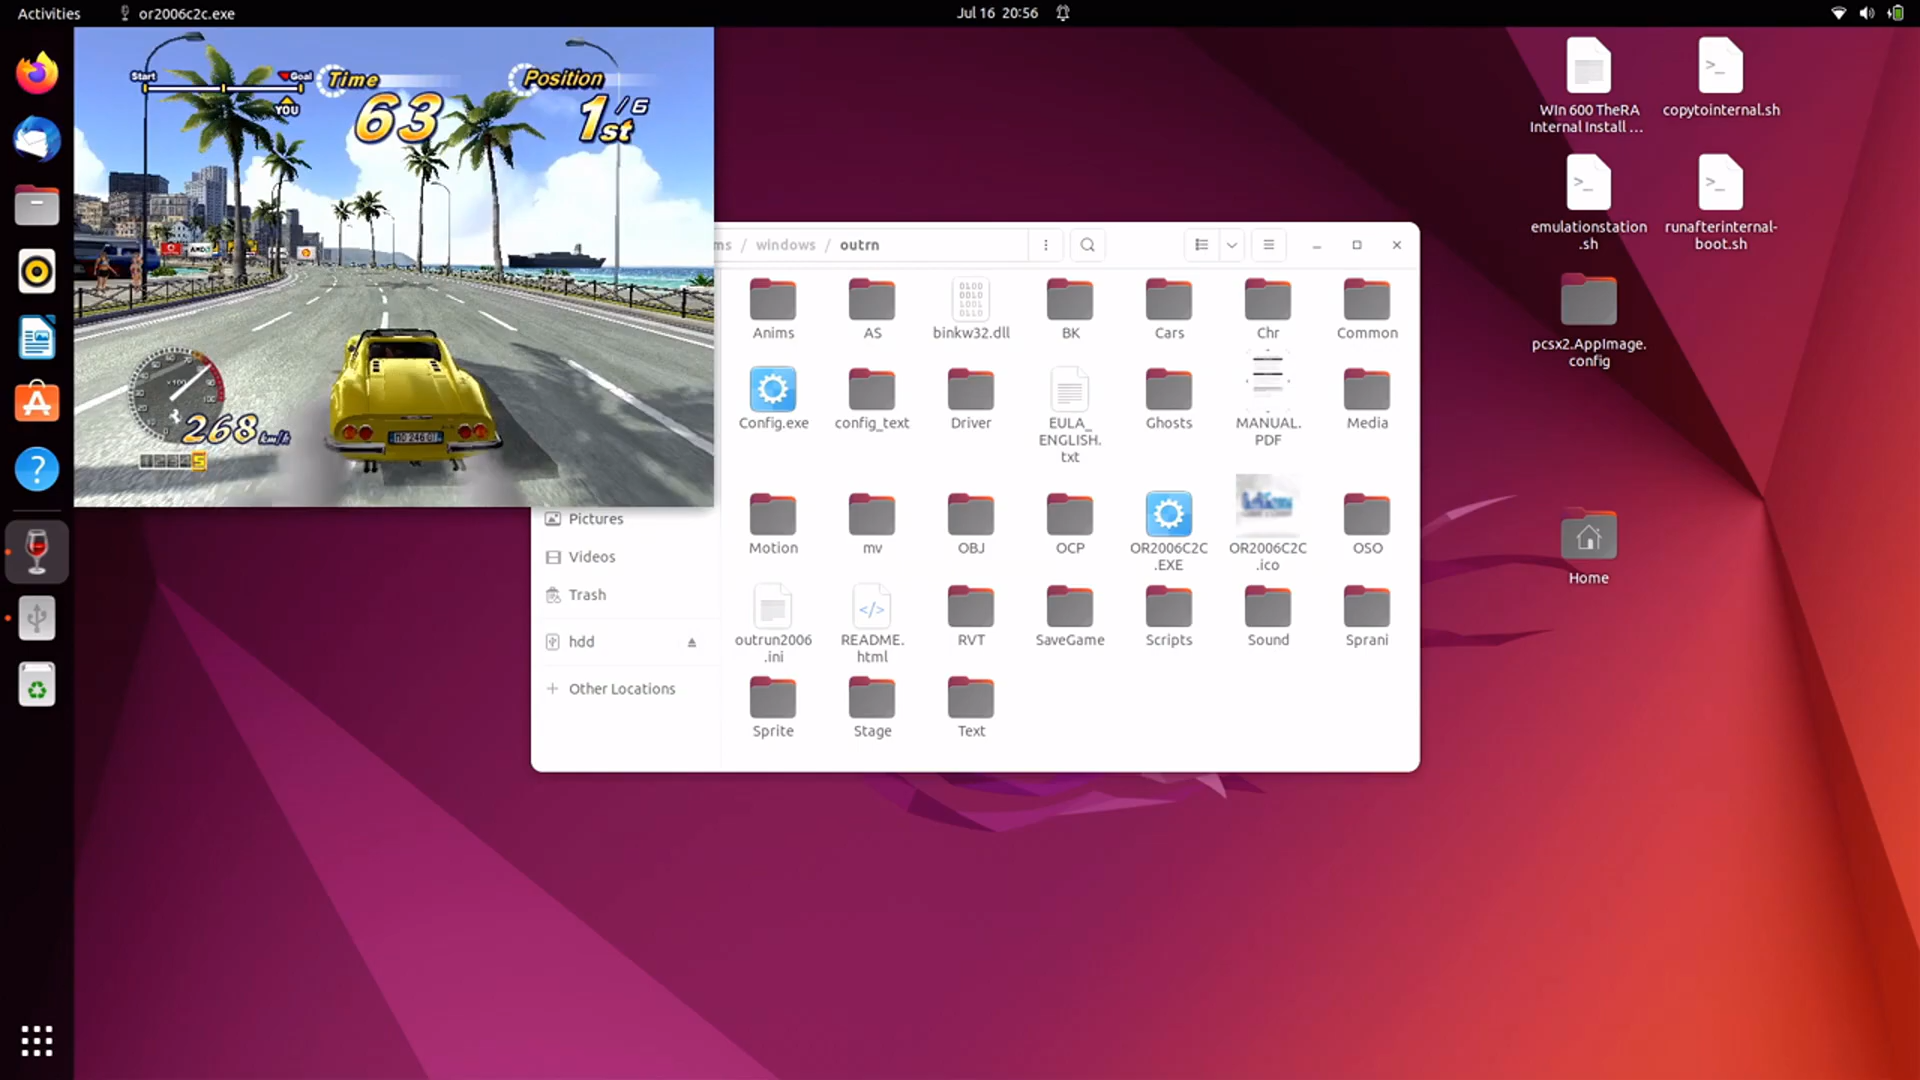 Activities
or2006c2c.exe
Jul 16 20:56
Start
Goal
YOU
Time
63
Position
1st/6
AMD
x100
268 km/h
5
ms / windows / outrn
Pictures
Videos
Trash
hdd
Other Locations
Anims
AS
binkw32.dll
BK
Cars
Chr
Common
Config.exe
config_text
Driver
EULA_
ENGLISH.
txt
Ghosts
MANUAL.
PDF
Media
Motion
mv
OBJ
OCP
OR2006C2C
.EXE
OR2006C2C
.ico
OSO
outrun2006
.ini
README.
html
RVT
SaveGame
Scripts
Sound
Sprani
Sprite
Stage
Text
WIn 600 TheRA
Internal Install ...
copytointernal.sh
emulationstation
.sh
runafterinternal-
boot.sh
pcsx2.AppImage.
config
Home